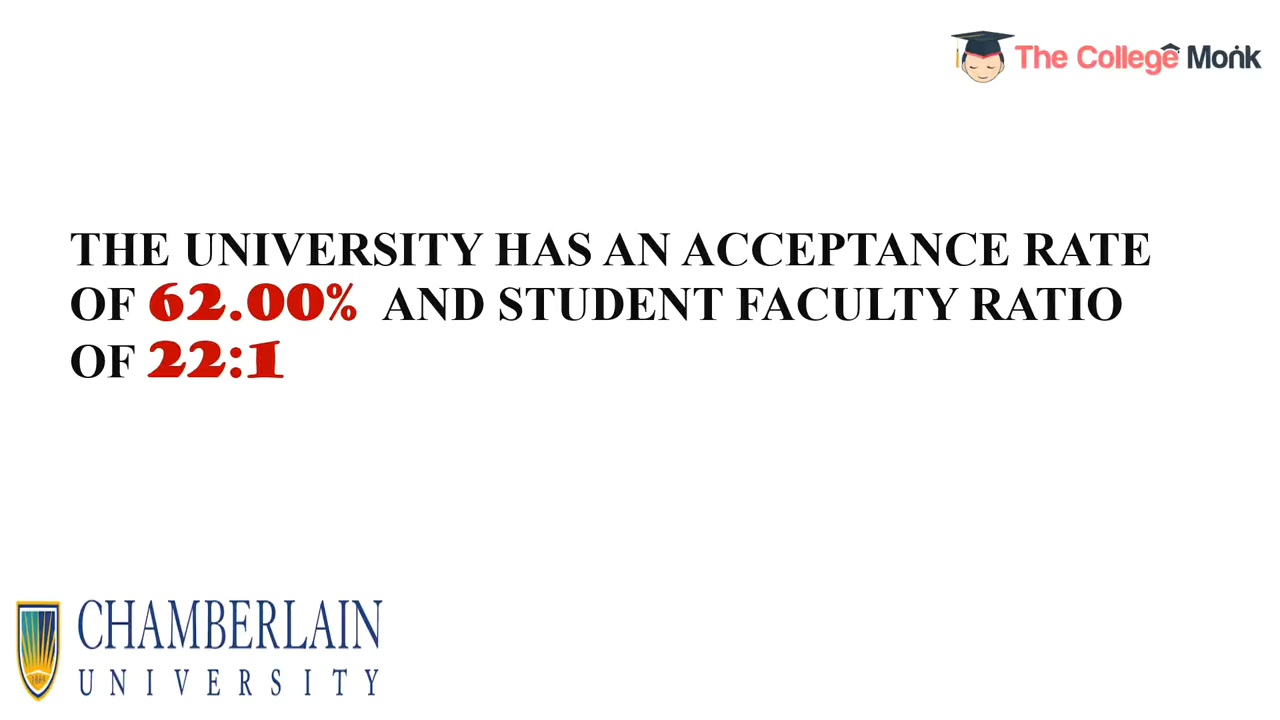 The College Monk
THE UNIVERSITY HAS AN ACCEPTANCE RATE
OF 62.00% AND STUDENT FACULTY RATIO
OF 22:1
CHAMBERLAIN
UNIVERSITY